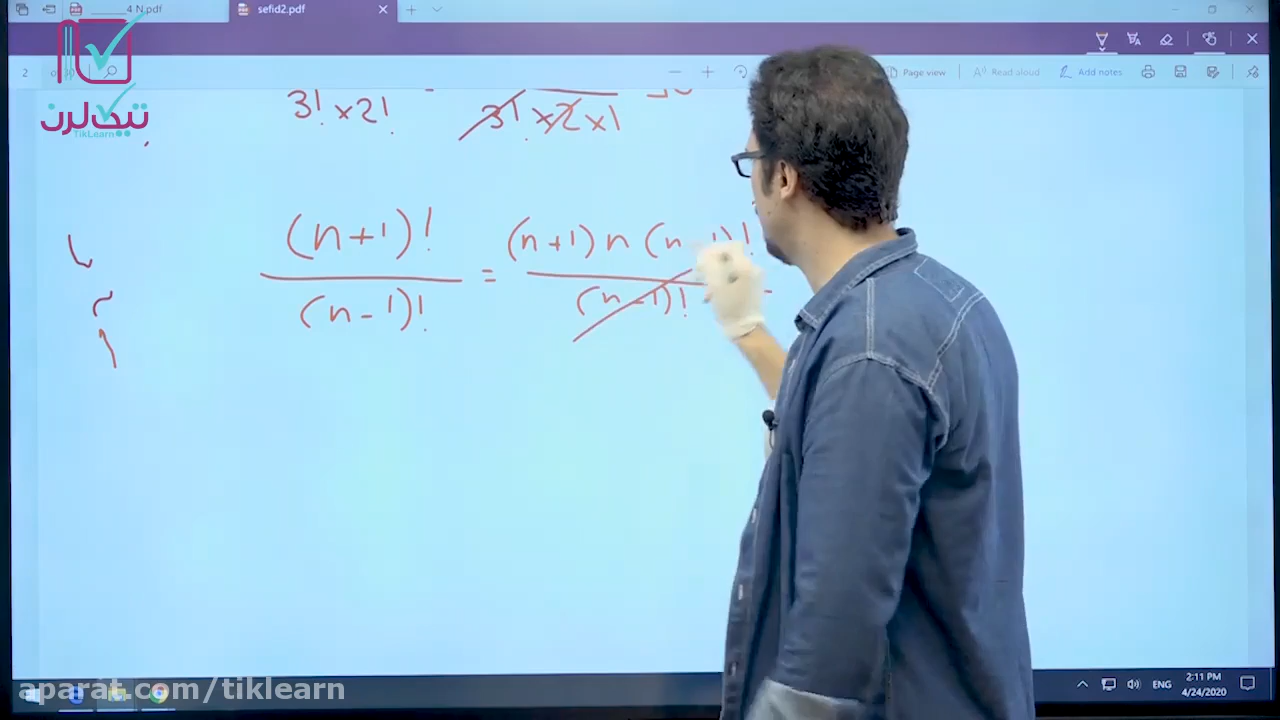 4 N.pdf
sefid2.pdf
2
Page view
Read aloud
Add notes
تیک‌لرن
TikLearn
3! × 2!
3! × 2 × 1
(n+1)! / (n-1)! = (n+1) n (n-1)! / (n-1)!
aparat.com/tiklearn
ENG
2:11 PM
4/24/2020